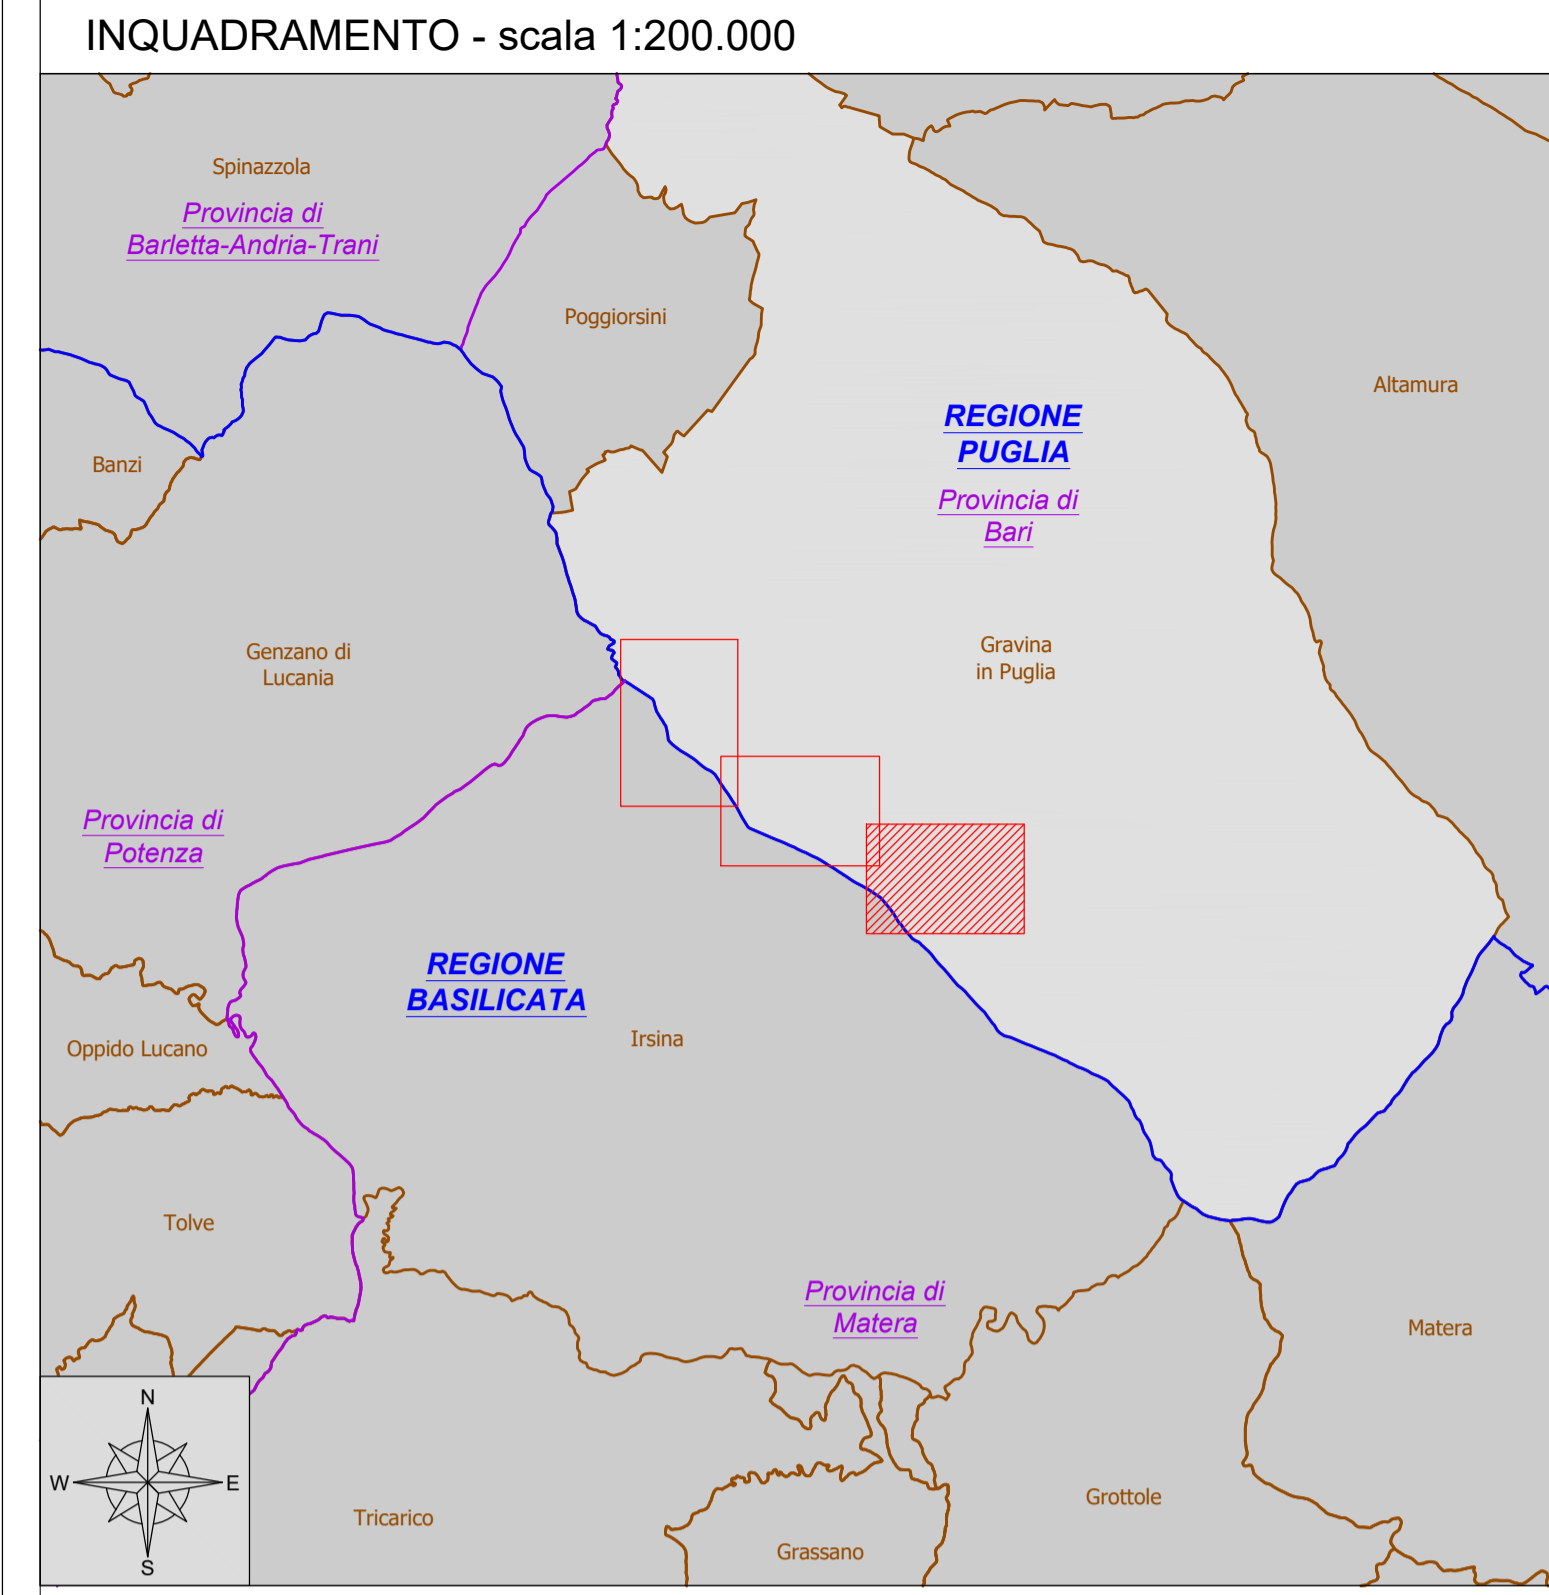 INQUADRAMENTO - scala 1:200.000
Spinazzola
Provincia di
Barletta-Andria-Trani
Poggiorsini
Altamura
REGIONE
PUGLIA
Banzi
Provincia di
Bari
Genzano di
Lucania
Gravina
in Puglia
Provincia di
Potenza
REGIONE
BASILICATA
Irsina
Oppido Lucano
Tolve
Provincia di
Matera
Matera
N
W
E
S
Tricarico
Grottole
Grassano